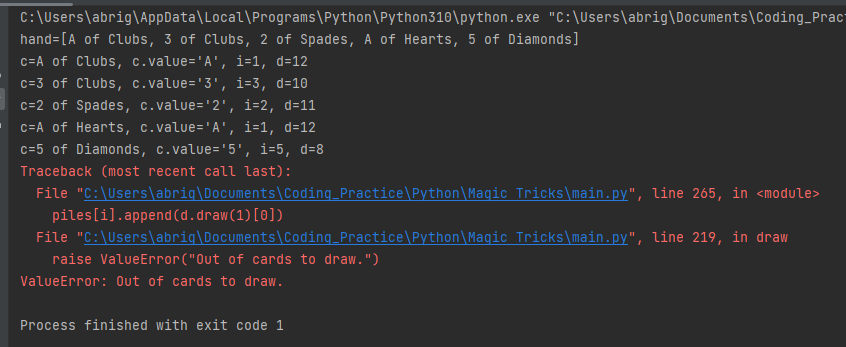 C:\Users\abrig\AppData\Local\Programs\Python\Python310\python.exe "C:\Users\abrig\Documents\Coding_Pract
hand=[A of Clubs, 3 of Clubs, 2 of Spades, A of Hearts, 5 of Diamonds]
c=A of Clubs, c.value='A', i=1, d=12
c=3 of Clubs, c.value='3', i=3, d=10
c=2 of Spades, c.value='2', i=2, d=11
c=A of Hearts, c.value='A', i=1, d=12
c=5 of Diamonds, c.value='5', i=5, d=8
Traceback (most recent call last):
  File "C:\Users\abrig\Documents\Coding_Practice\Python\Magic Tricks\main.py", line 265, in <module>
    piles[i].append(d.draw(1)[0])
  File "C:\Users\abrig\Documents\Coding_Practice\Python\Magic Tricks\main.py", line 219, in draw
    raise ValueError("Out of cards to draw.")
ValueError: Out of cards to draw.
Process finished with exit code 1